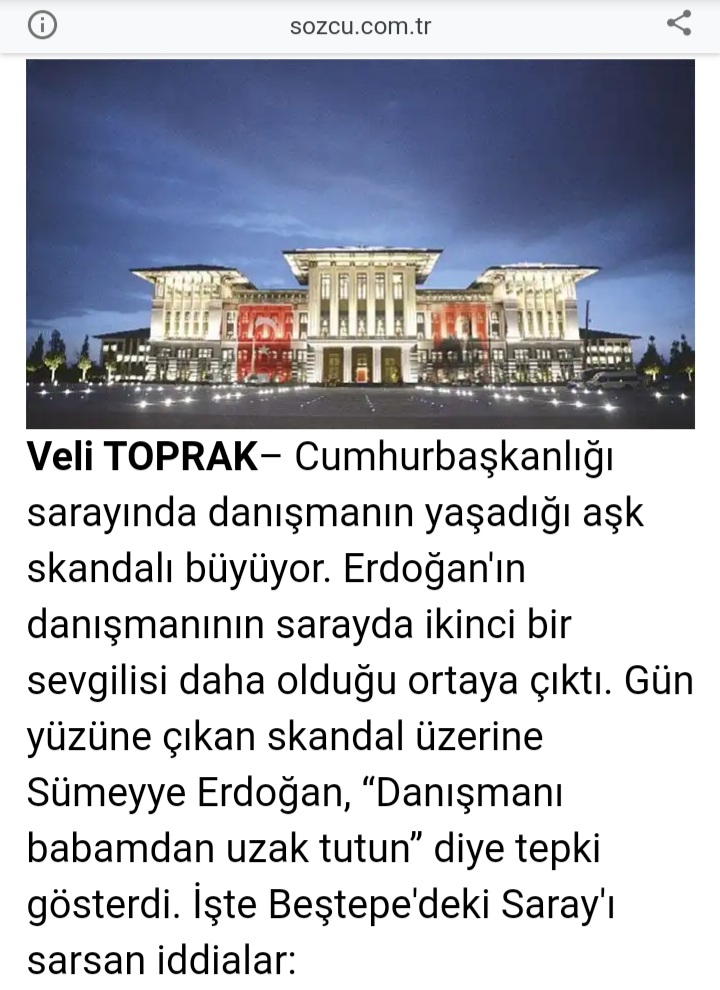 sozcu.com.tr
Veli TOPRAK– Cumhurbaşkanlığı
sarayında danışmanın yaşadığı aşk
skandalı büyüyor. Erdoğan'ın
danışmanının sarayda ikinci bir
sevgilisi daha olduğu ortaya çıktı. Gün
yüzüne çıkan skandal üzerine
Sümeyye Erdoğan, “Danışmanı
babamdan uzak tutun” diye tepki
gösterdi. İşte Beştepe'deki Saray'ı
sarsan iddialar: